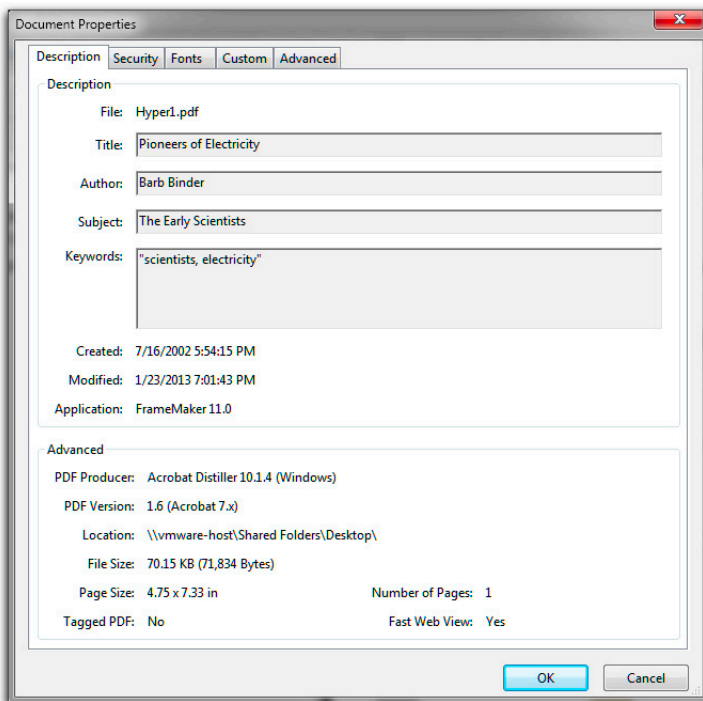 Document Properties
Description Security Fonts Custom Advanced
Description
File: Hyper1.pdf
Title: Pioneers of Electricity
Author: Barb Binder
Subject: The Early Scientists
Keywords: "scientists, electricity"
Created: 7/16/2002 5:54:15 PM
Modified: 1/23/2013 7:01:43 PM
Application: FrameMaker 11.0
Advanced
PDF Producer: Acrobat Distiller 10.1.4 (Windows)
PDF Version: 1.6 (Acrobat 7.x)
Location: \\vmware-host\Shared Folders\Desktop\
File Size: 70.15 KB (71,834 Bytes)
Page Size: 4.75 x 7.33 in Number of Pages: 1
Tagged PDF: No Fast Web View: Yes
OK Cancel